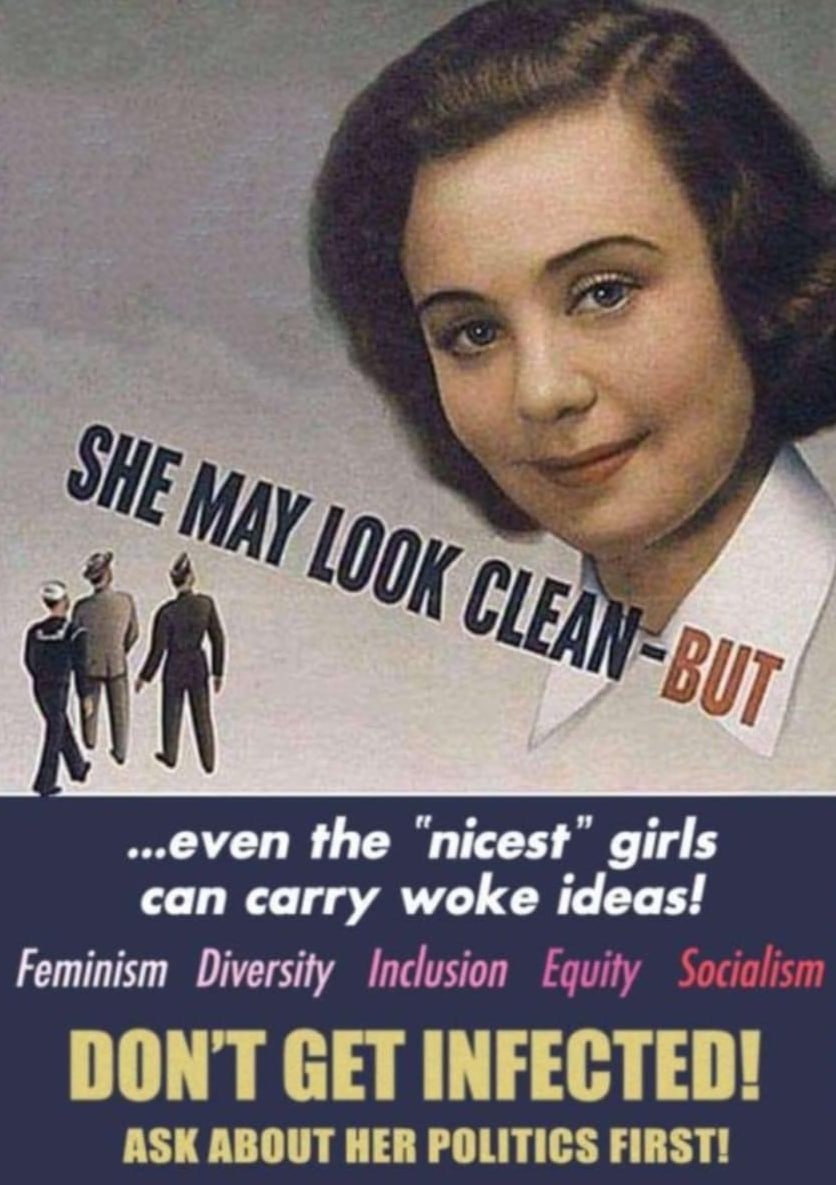 SHE MAY LOOK CLEAN-BUT
...even the "nicest" girls
can carry woke ideas!
Feminism Diversity Inclusion Equity Socialism
DON'T GET INFECTED!
ASK ABOUT HER POLITICS FIRST!